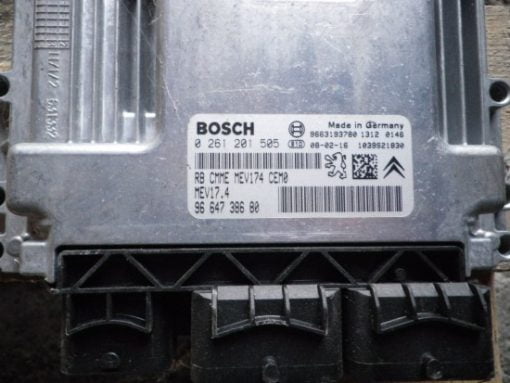 BOSCH
Made in Germany
9663193780 1312 0146
0 261 201 505
08-02-16 1039S21830
RB CMME MEV174 CEM0
MEV17.4
96 647 386 80